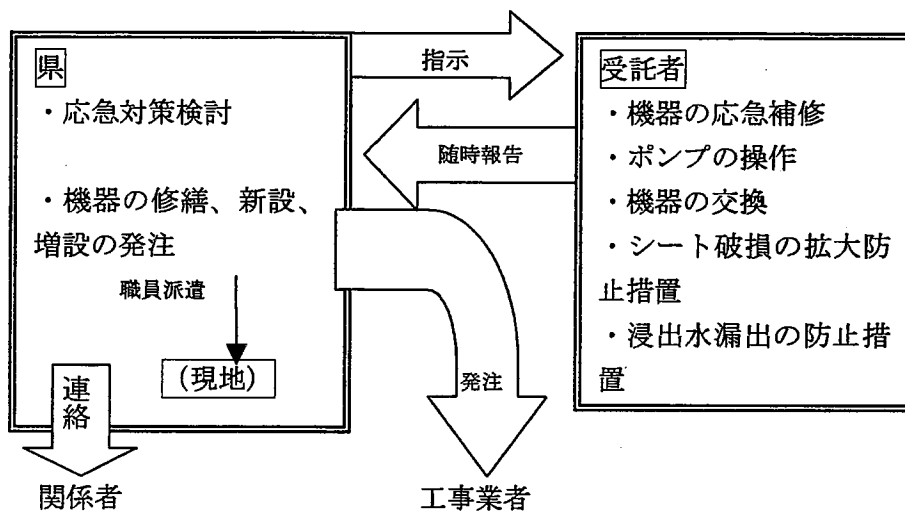 県
・応急対策検討
・機器の修繕、新設、
増設の発注
職員派遣
(現地)
連絡
関係者
指示
随時報告
発注
工事業者
受託者
・機器の応急補修
・ポンプの操作
・機器の交換
・シート破損の拡大防
止措置
・浸出水漏出の防止措
置